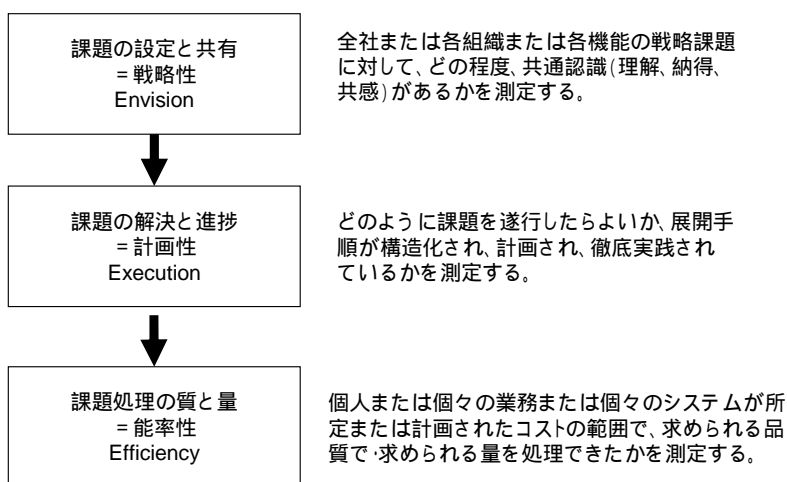 課題の設定と共有
=戦略性
Envision
全社または各組織または各機能の戦略課題
に対して、どの程度、共通認識(理解、納得、
共感)があるかを測定する。
課題の解決と進捗
=計画性
Execution
どのように課題を遂行したらよいか、展開手
順が構造化され、計画され、徹底実践され
ているかを測定する。
課題処理の質と量
=能率性
Efficiency
個人または個々の業務または個々のシステムが所
定または計画されたコストの範囲で、求められる品
質で・求められる量を処理できたかを測定する。